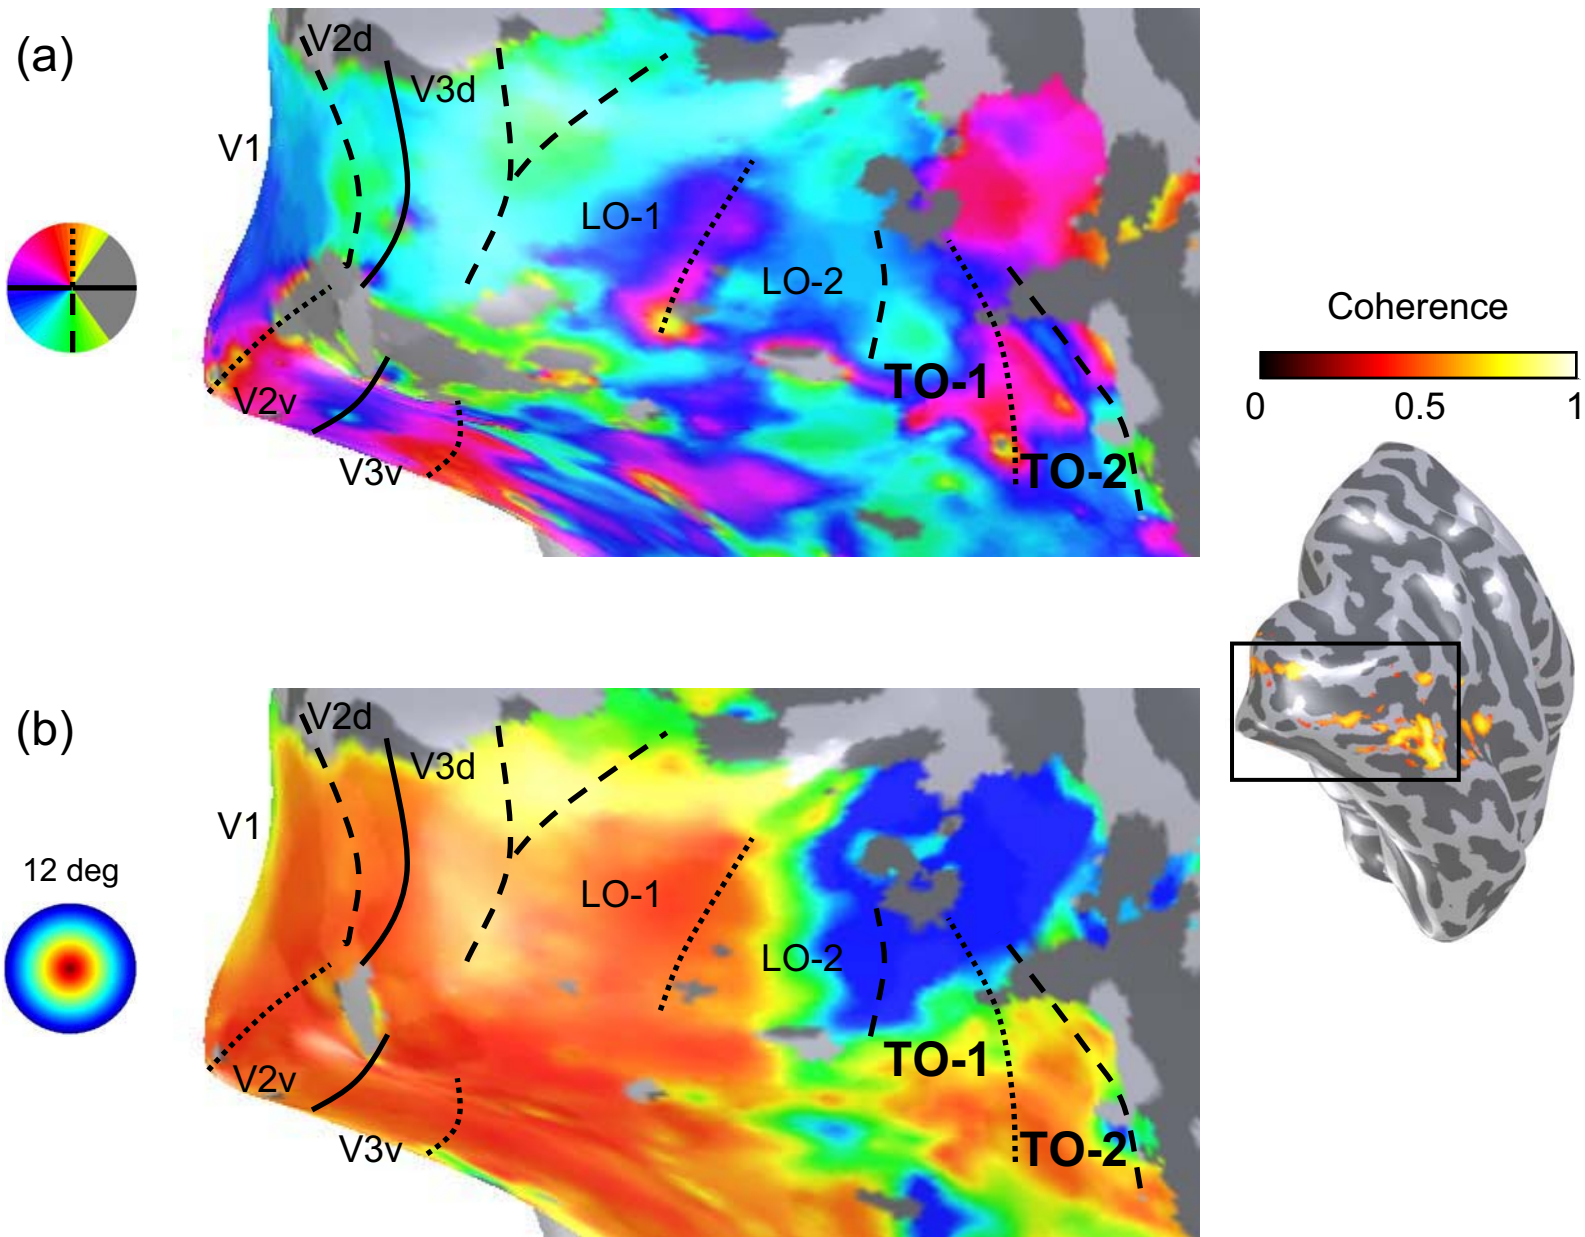 (a)
V2d
V3d
V1
LO-1
LO-2
TO-1
V2v
V3v
TO-2
Coherence
0 0.5 1
(b)
V2d
V3d
V1
12 deg
LO-1
LO-2
TO-1
V2v
V3v
TO-2